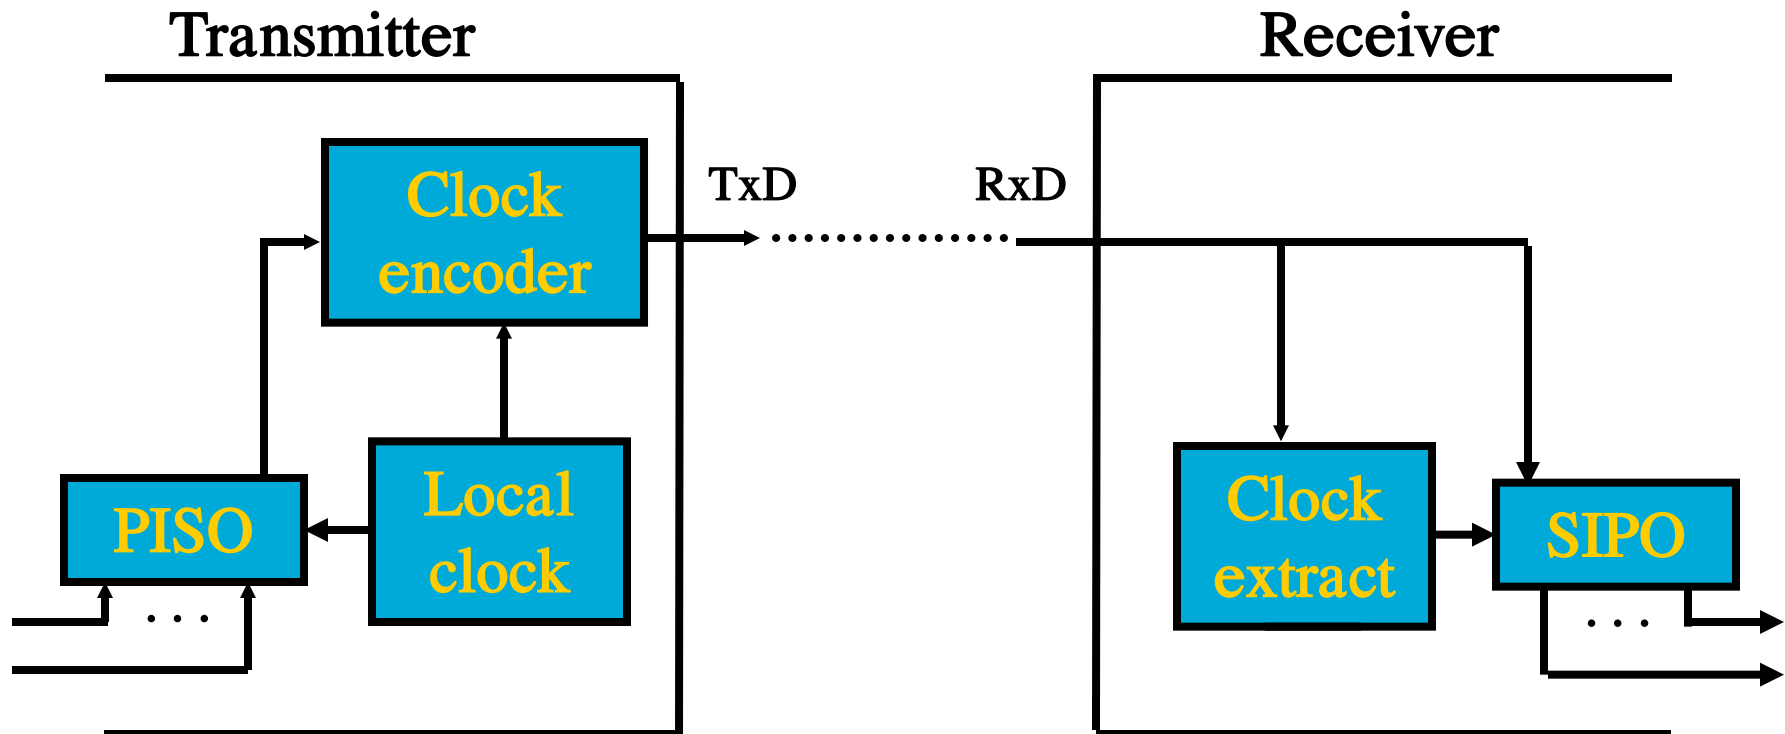 Transmitter
Receiver
Clock
encoder
TxD
RxD
PISO
Local
clock
. . .
Clock
extract
SIPO
. . .